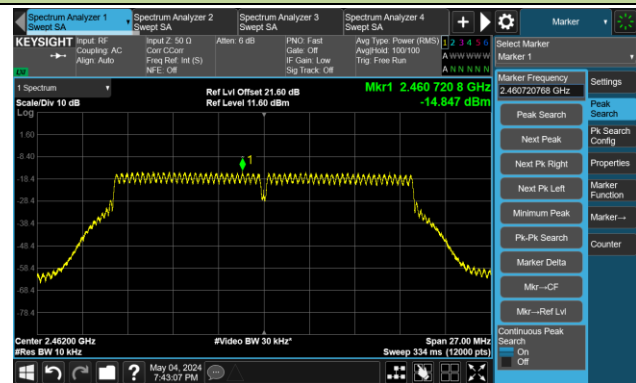 Spectrum Analyzer 1
Swept SA
Spectrum Analyzer 2
Swept SA
Spectrum Analyzer 3
Swept SA
Spectrum Analyzer 4
Swept SA
Marker
KEYSIGHT
Input: RF
Coupling: AC
Align: Auto
Input Z: 50 Ω
Corr CCorr
Freq Ref: Int (S)
NFE: Off
Atten: 6 dB
PNO: Fast
Gate: Off
IF Gain: Low
Sig Track: Off
Avg Type: Power (RMS)
Avg|Hold: 100/100
Trig: Free Run
1 2 3 4 5 6
A W W W W W
A N N N N N
LXI
Select Marker
Marker 1
1 Spectrum
Scale/Div 10 dB
Log
Ref Lvl Offset 21.60 dB
Ref Level 11.60 dBm
Mkr1 2.460 720 8 GHz
-14.847 dBm
1.60
-8.40
-18.4
-28.4
-38.4
-48.4
-58.4
-68.4
-78.4
1
Center 2.46200 GHz
#Res BW 10 kHz
#Video BW 30 kHz*
Span 27.00 MHz
Sweep 334 ms (12000 pts)
Marker Frequency
2.460720768 GHz
Peak Search
Next Peak
Next Pk Right
Next Pk Left
Minimum Peak
Pk-Pk Search
Marker Delta
Mkr→CF
Mkr→Ref Lvl
Continuous Peak
Search
On
Off
Settings
Peak
Search
Pk Search
Config
Properties
Marker
Function
Marker→
Counter
May 04, 2024
7:43:07 PM